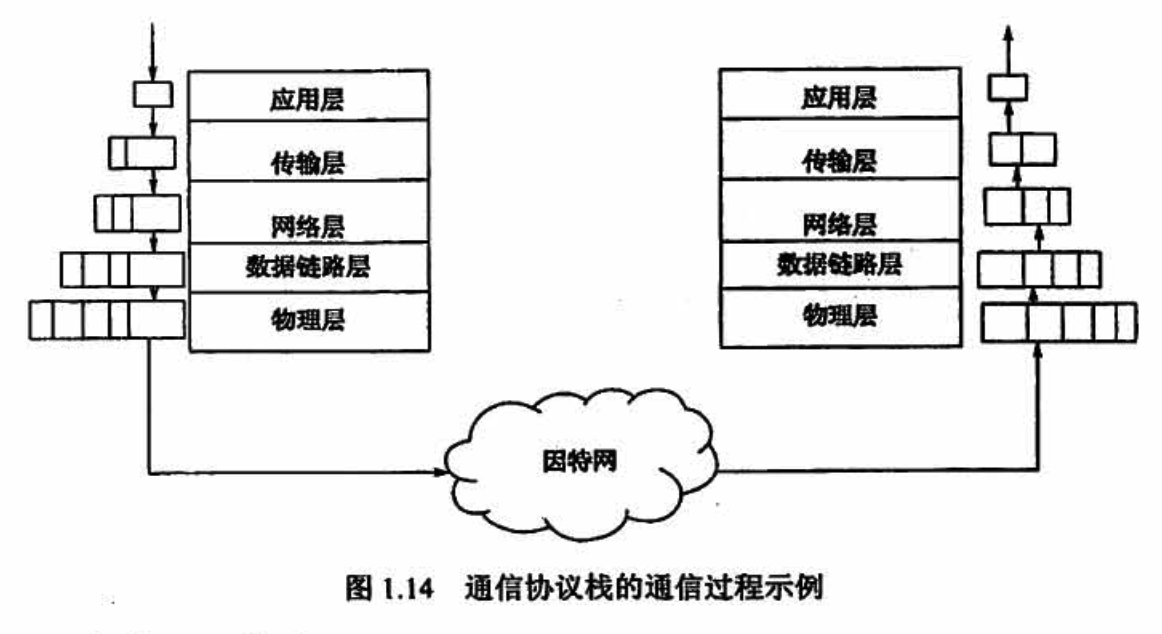 应用层
传输层
网络层
数据链路层
物理层
应用层
传输层
网络层
数据链路层
物理层
因特网
图 1.14 通信协议栈的通信过程示例